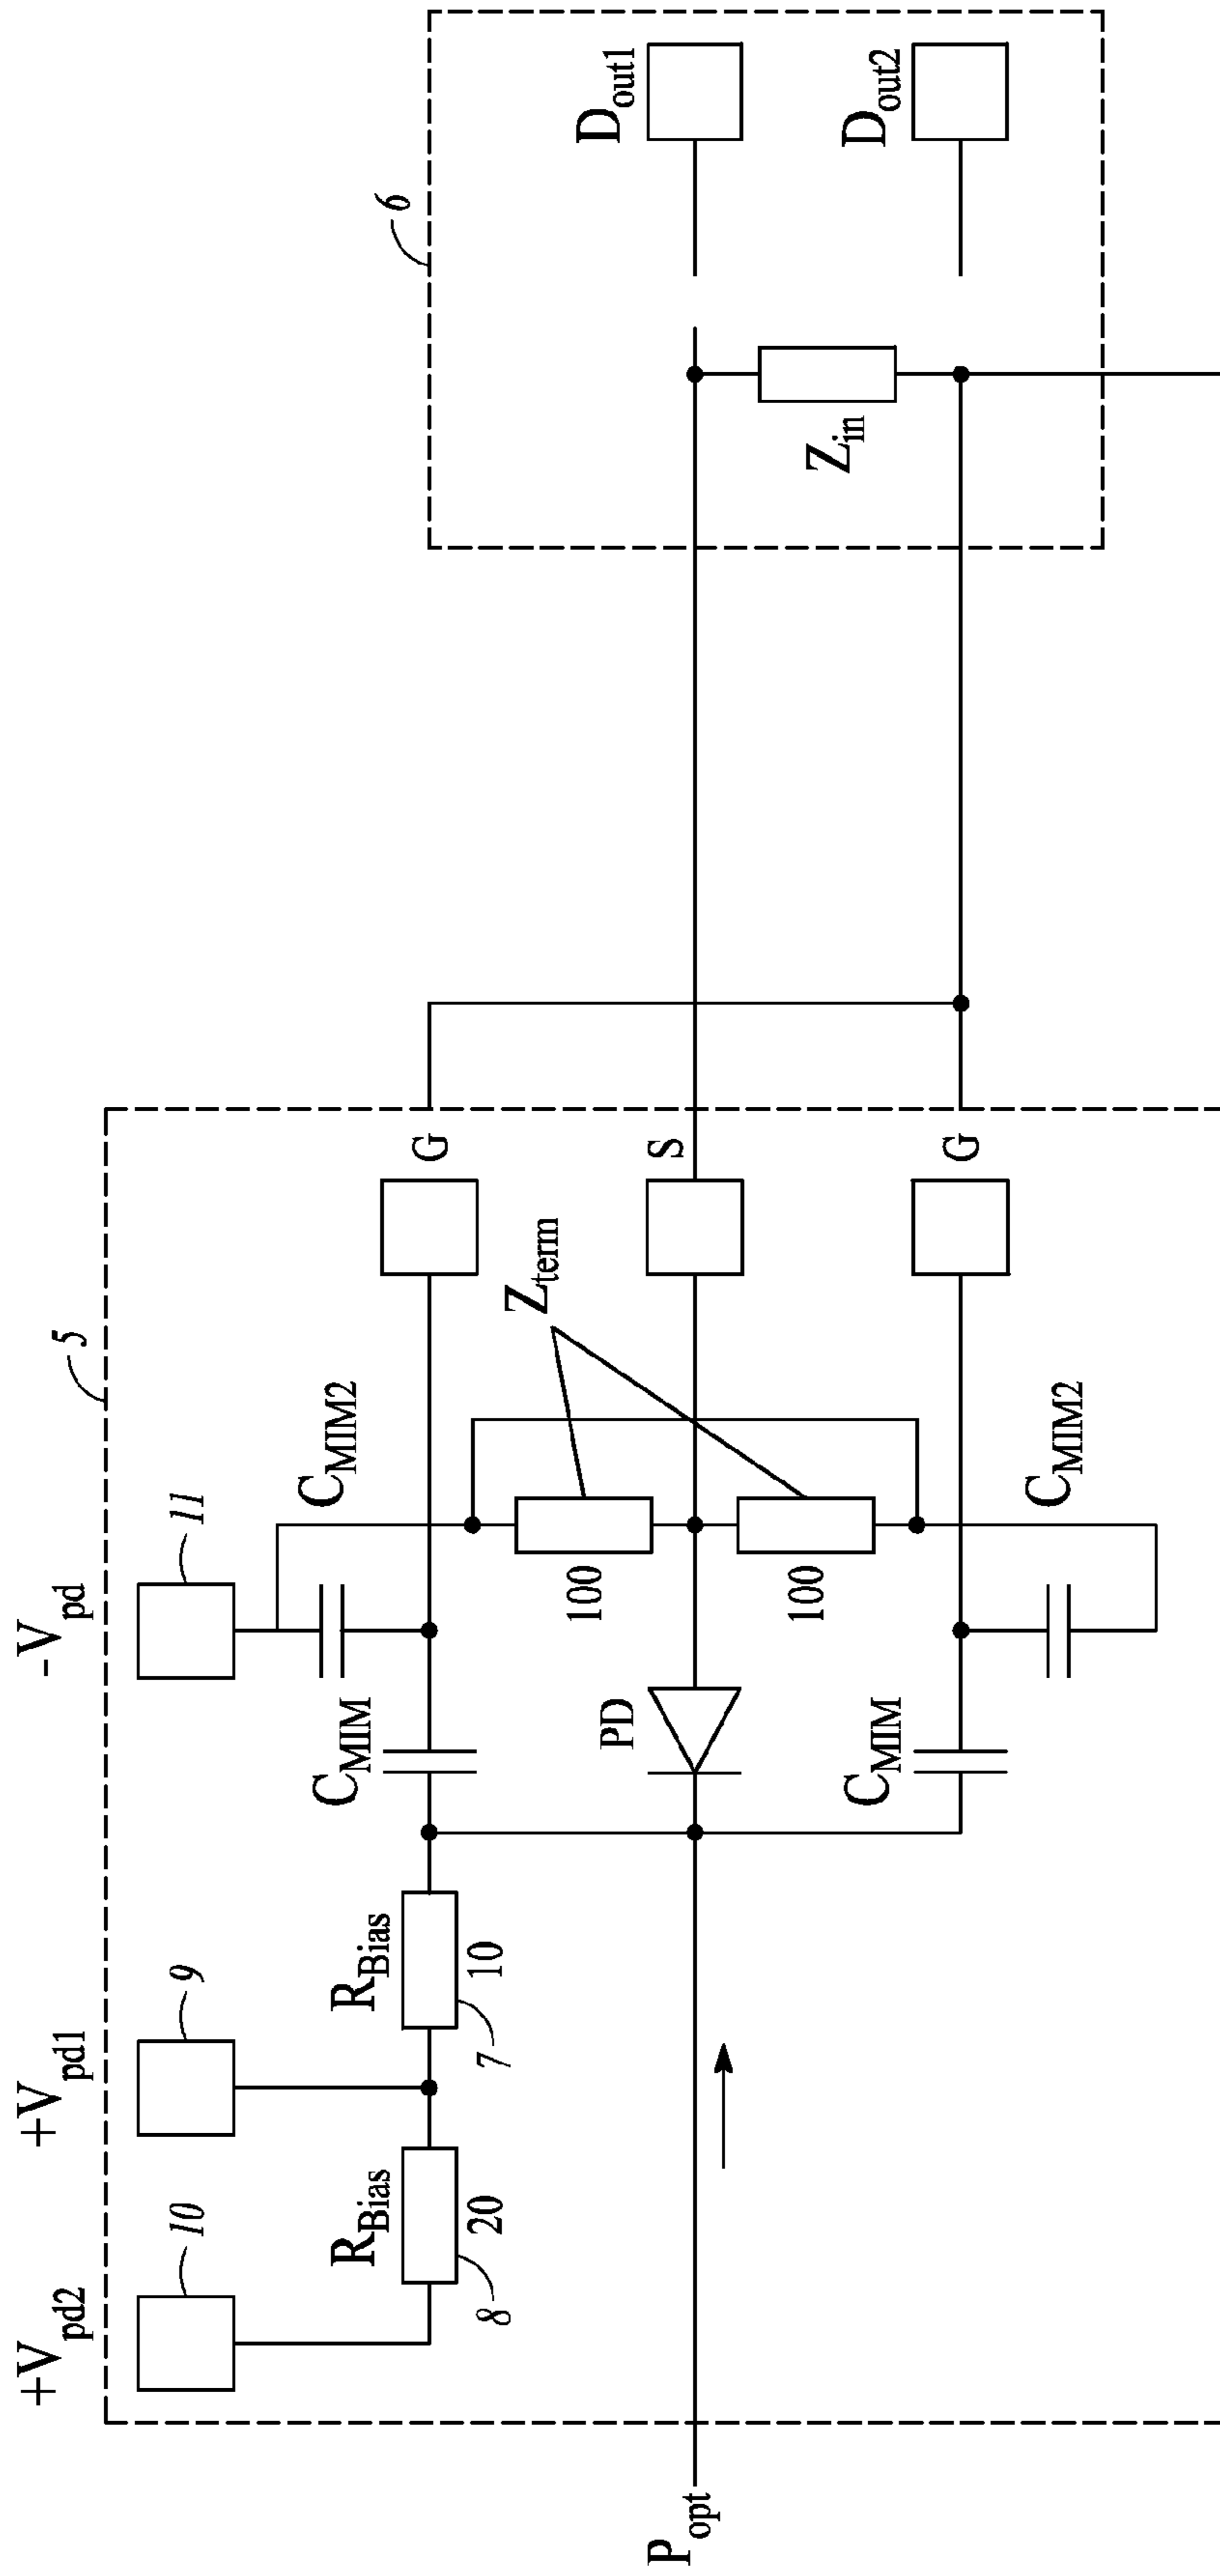 +Vpd2
+Vpd1
-Vpd
5
10
9
11
6
RBias
20
8
RBias
10
7
CMIM
CMIM2
G
Popt
PD
100
100
Zterm
S
Dout1
Zin
Dout2
CMIM
CMIM2
G